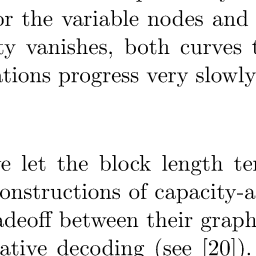 or the variable nodes and
ty vanishes, both curves t
ations progress very slowly
e let the block length te
onstructions of capacity-a
adeoff between their graph
ative decoding (see [20]).